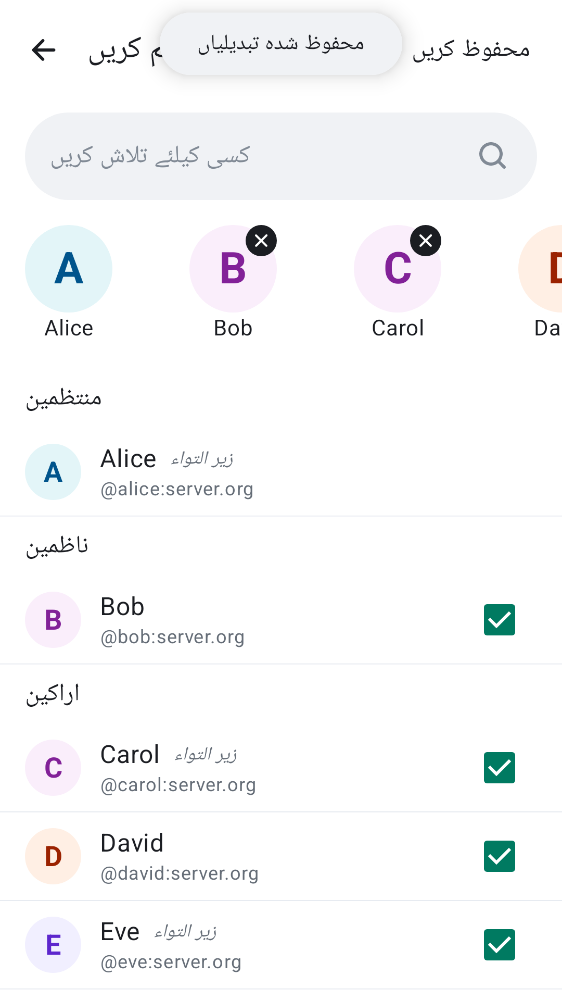 م کریں
محفوظ شدہ تبدیلیاں
محفوظ کریں
کسی کیلئے تلاش کریں
A
B
C
Alice
Bob
Carol
Da
منتظمین
A
Alice زیر التواء
@alice:server.org
ناظمین
B
Bob
@bob:server.org
اراکین
C
Carol زیر التواء
@carol:server.org
D
David
@david:server.org
E
Eve زیر التواء
@eve:server.org